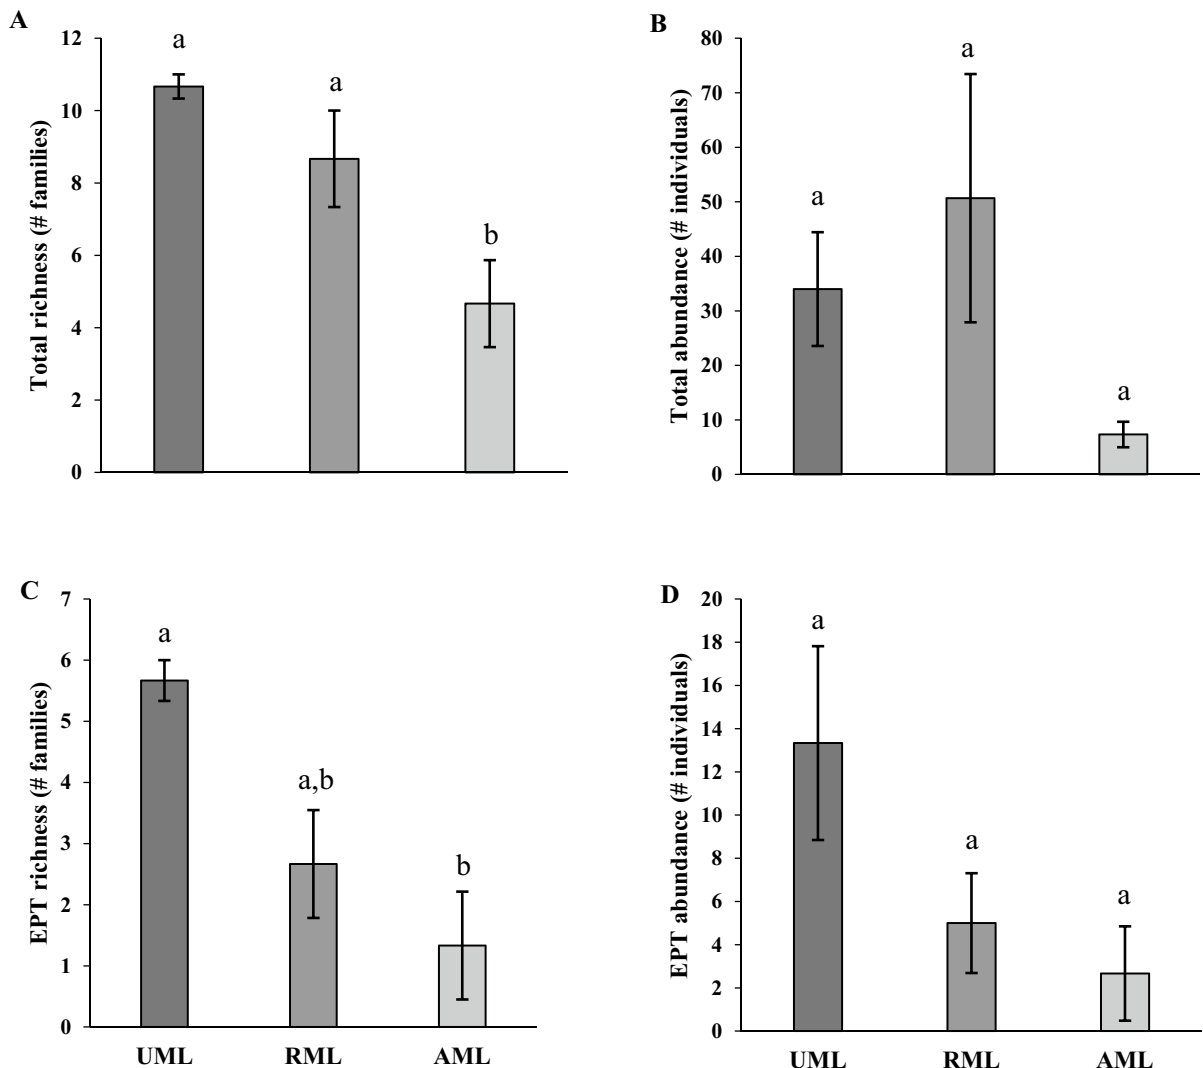 A
Total richness (# families)
12
10
8
6
4
2
0
a
a
b
B
Total abundance (# individuals)
80
70
60
50
40
30
20
10
0
a
a
a
C
EPT richness (# families)
7
6
5
4
3
2
1
0
a
a,b
b
UML RML AML
D
EPT abundance (# individuals)
20
18
16
14
12
10
8
6
4
2
0
a
a
a
UML RML AML